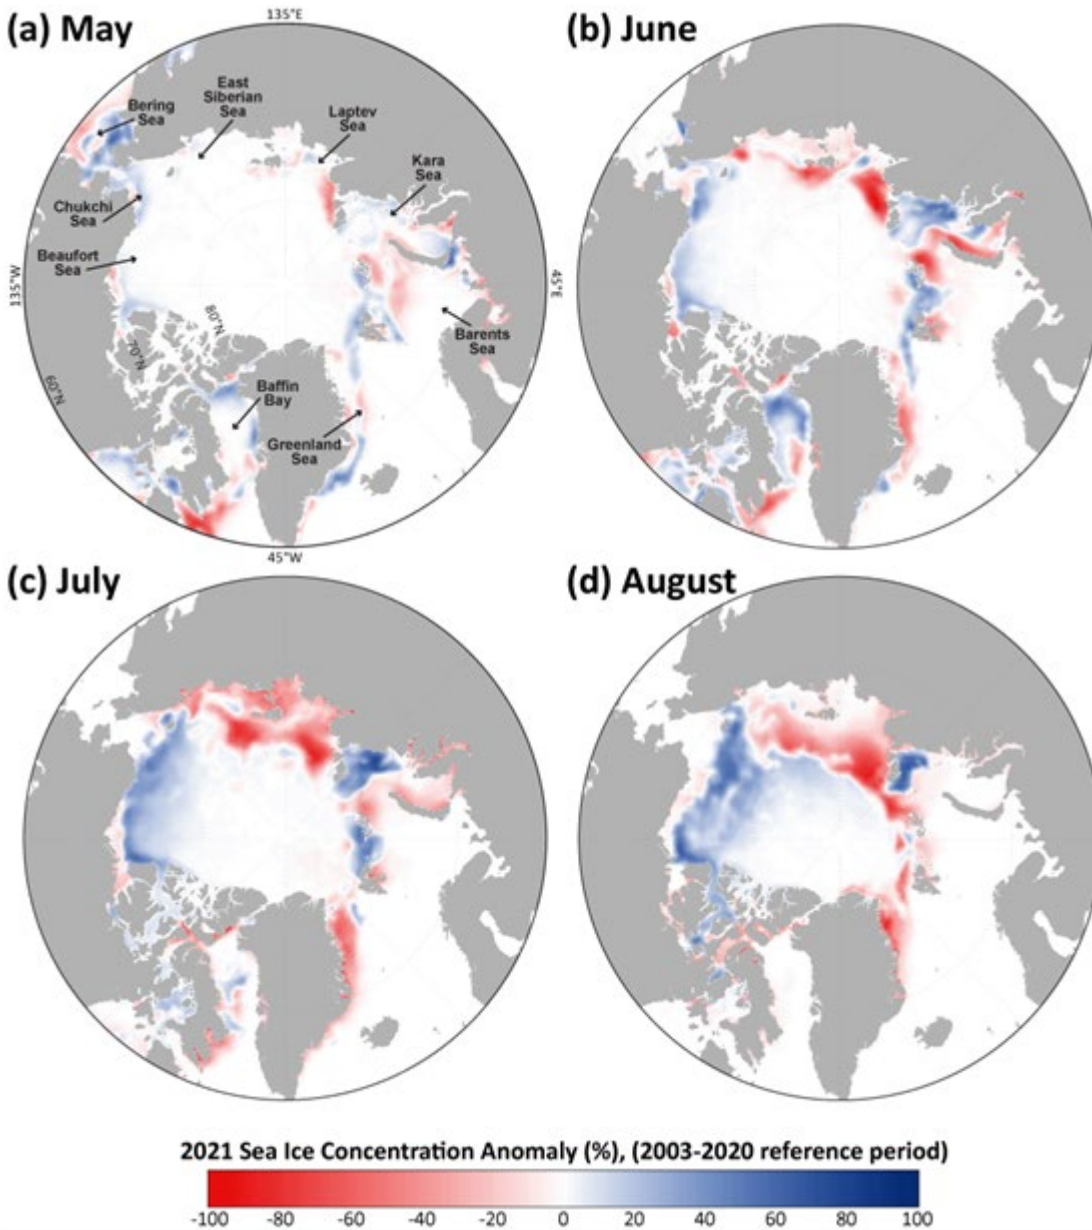 (a) May
135°E
(b) June
East
Siberian
Sea
Bering
Sea
Laptev
Sea
Kara
Sea
Chukchi
Sea
Beaufort
Sea
135°W
45°E
80°N
70°N
60°N
Barents
Sea
Baffin
Bay
Greenland
Sea
45°W
(c) July
(d) August
2021 Sea Ice Concentration Anomaly (%), (2003-2020 reference period)
-100 -80 -60 -40 -20 0 20 40 60 80 100